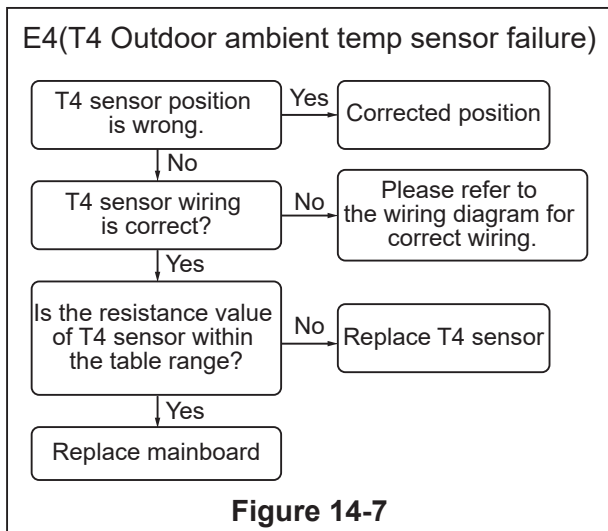 E4(T4 Outdoor ambient temp sensor failure)
T4 sensor position
is wrong.
Yes
Corrected position
No
T4 sensor wiring
is correct?
No
Please refer to
the wiring diagram for
correct wiring.
Yes
Is the resistance value
of T4 sensor within
the table range?
No
Replace T4 sensor
Yes
Replace mainboard
Figure 14-7